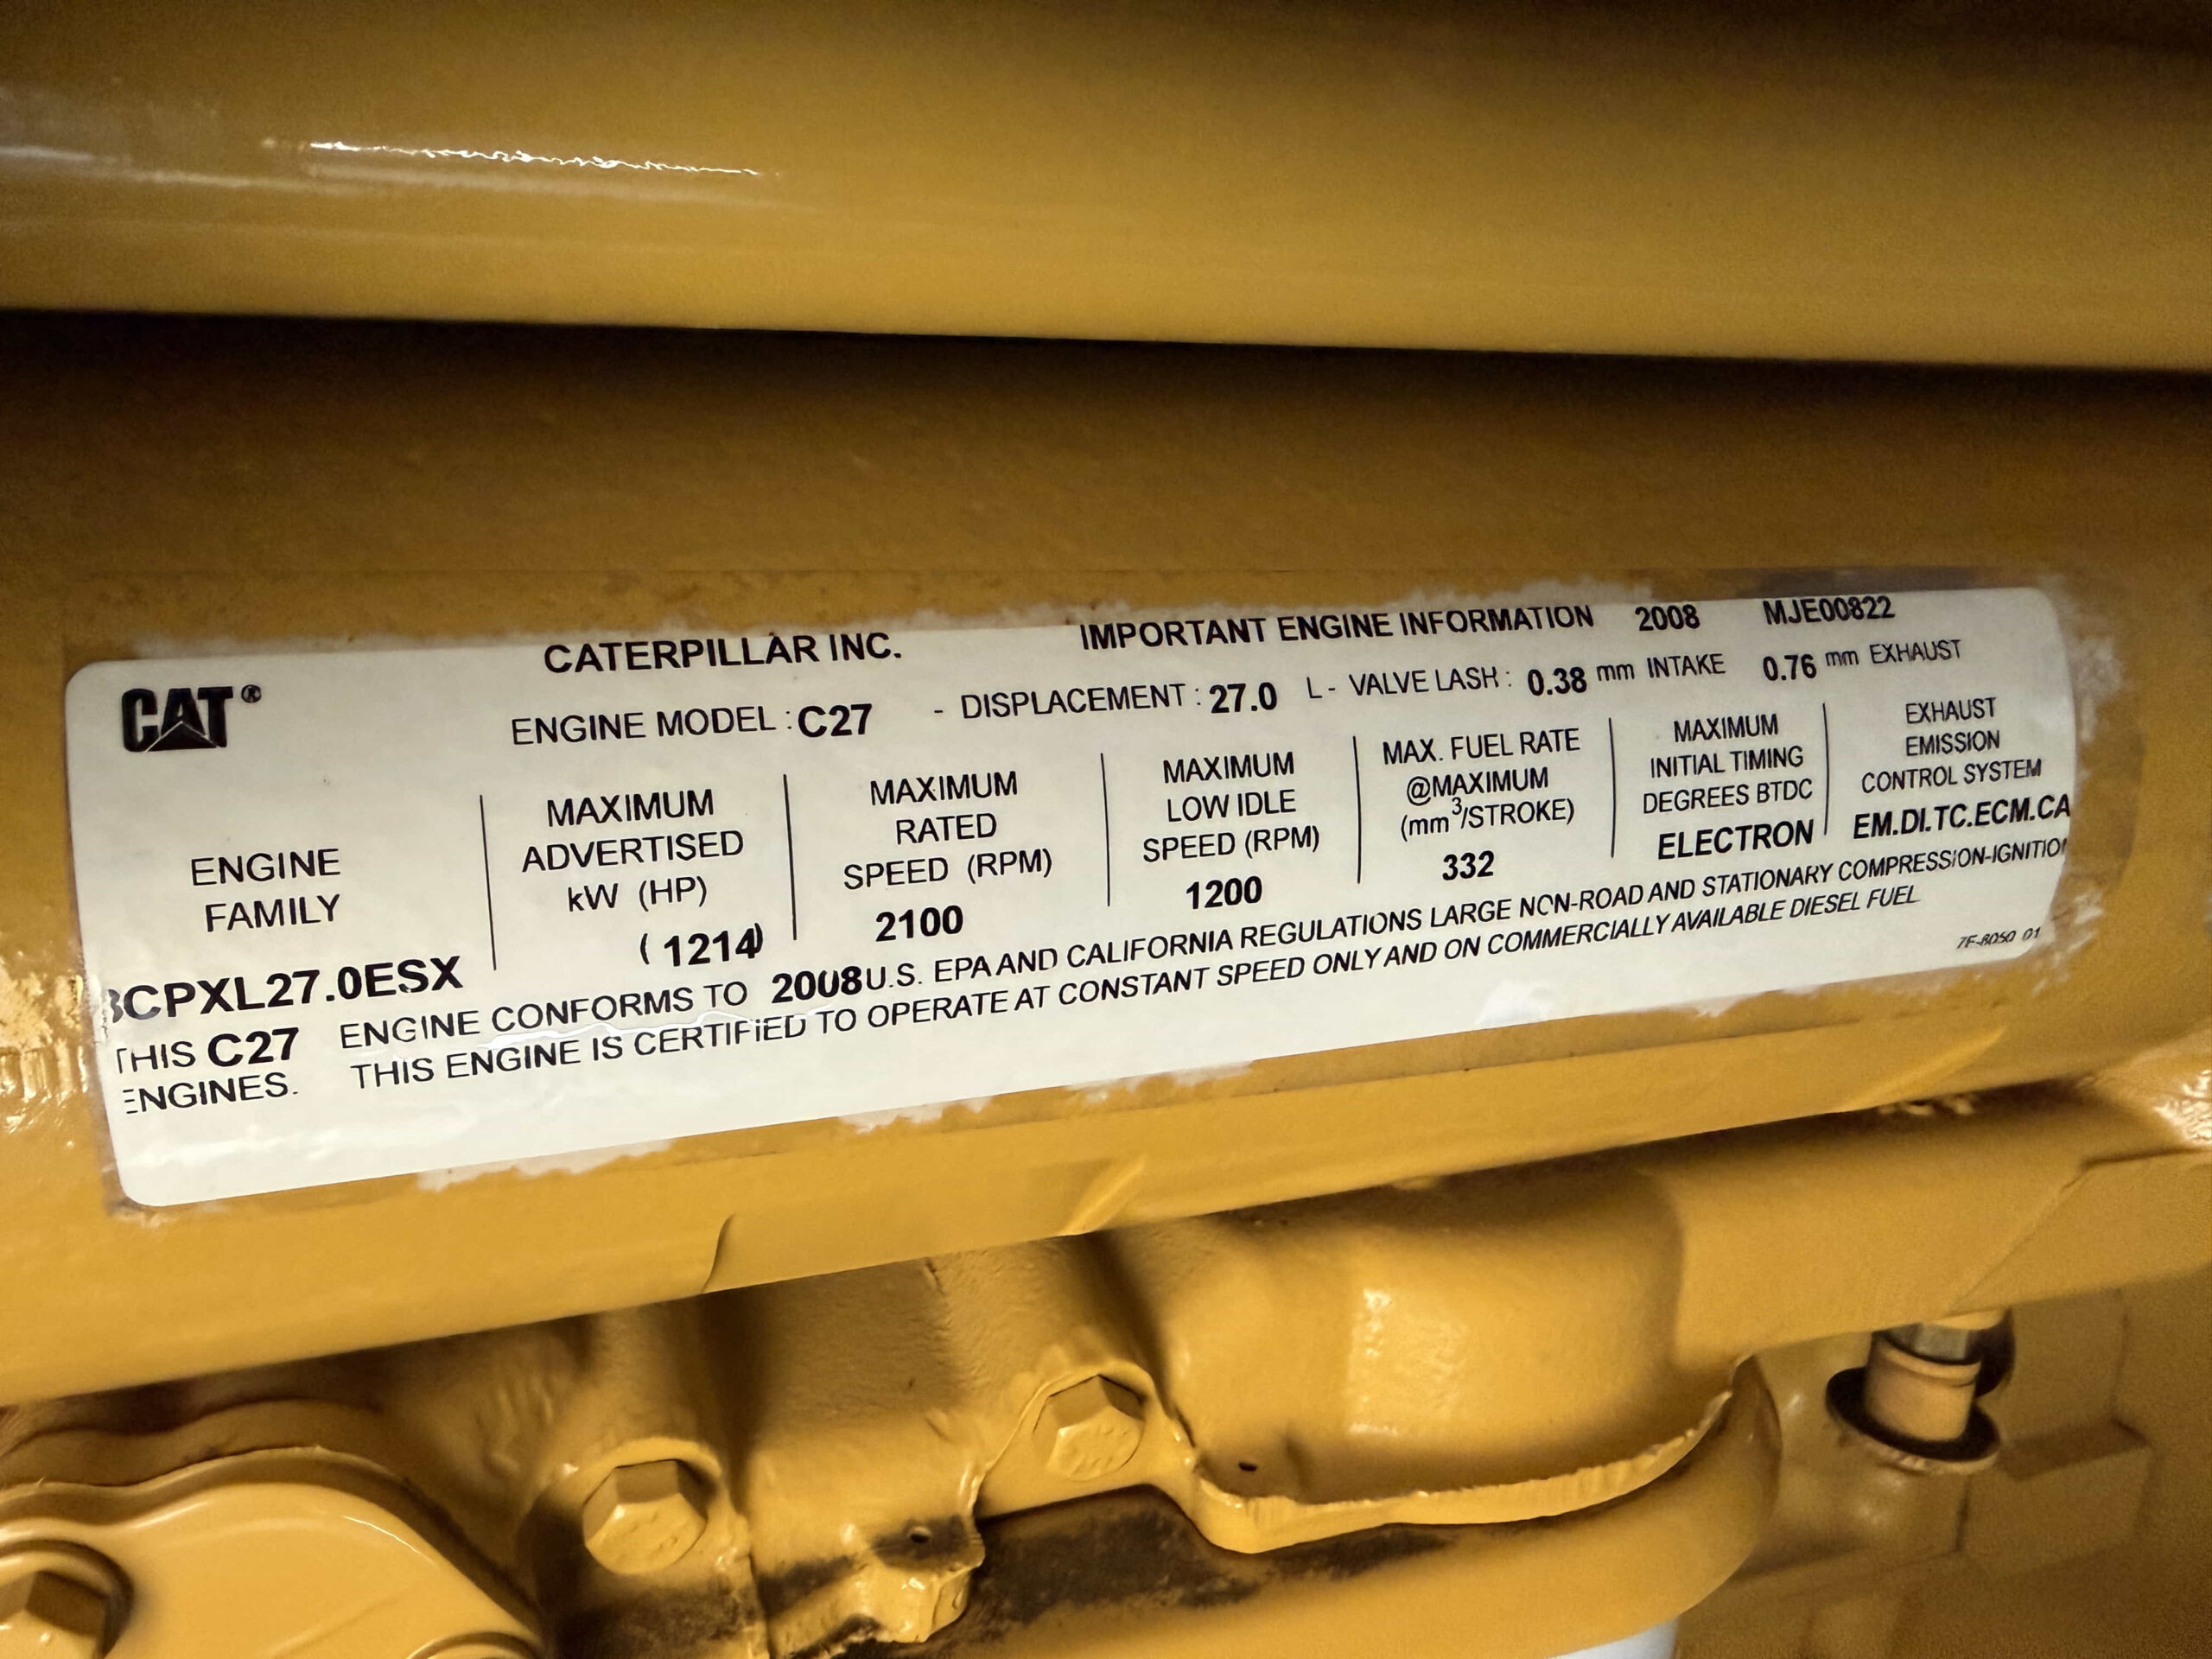 CATERPILLAR INC. IMPORTANT ENGINE INFORMATION 2008 MJE00822
CAT®
ENGINE MODEL : C27 - DISPLACEMENT : 27.0 L - VALVE LASH : 0.38 mm INTAKE 0.76 mm EXHAUST
ENGINE
FAMILY
8CPXL27.0ESX
MAXIMUM
ADVERTISED
kW (HP)
(1214)
MAXIMUM
RATED
SPEED (RPM)
2100
MAXIMUM
LOW IDLE
SPEED (RPM)
1200
MAX. FUEL RATE
@MAXIMUM
(mm³/STROKE)
332
MAXIMUM
INITIAL TIMING
DEGREES BTDC
ELECTRON
EXHAUST
EMISSION
CONTROL SYSTEM
EM.DI.TC.ECM.CA
THIS C27 ENGINE CONFORMS TO 2008 U.S. EPA AND CALIFORNIA REGULATIONS LARGE NON-ROAD AND STATIONARY COMPRESSION-IGNITION
ENGINES. THIS ENGINE IS CERTIFIED TO OPERATE AT CONSTANT SPEED ONLY AND ON COMMERCIALLY AVAILABLE DIESEL FUEL
7E-8050 01